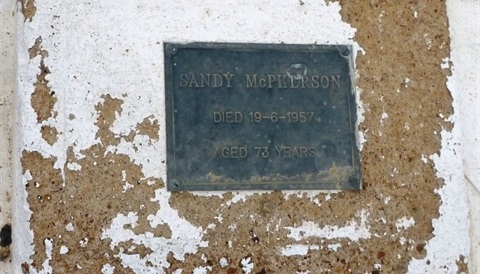 SANDY McPHERSON
DIED 19-6-1957
AGED 73 YEARS